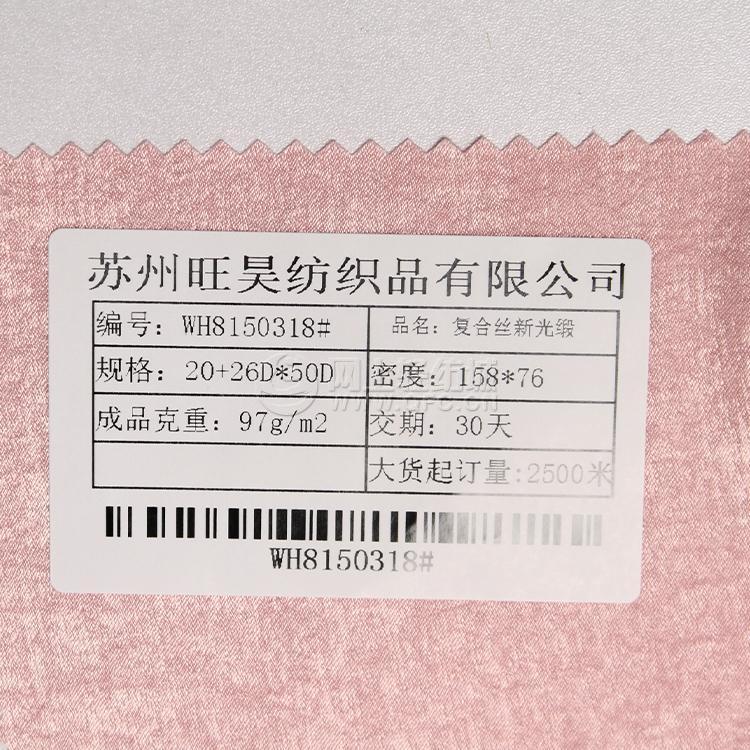 苏州旺昊纺织品有限公司
编号: WH8150318# 品名: 复合丝新光缎
规格: 20+26D*50D 密度: 158*76
成品克重: 97g/m2 交期: 30天
大货起订量:2500米
WH8150318#